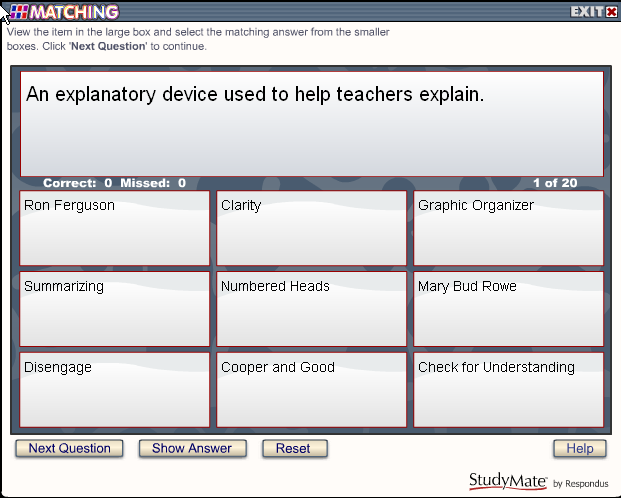 MATCHING
EXIT
View the item in the large box and select the matching answer from the smaller
boxes. Click 'Next Question' to continue.
An explanatory device used to help teachers explain.
Correct: 0 Missed: 0
1 of 20
Ron Ferguson
Clarity
Graphic Organizer
Summarizing
Numbered Heads
Mary Bud Rowe
Disengage
Cooper and Good
Check for Understanding
Next Question
Show Answer
Reset
Help
StudyMate by Respondus